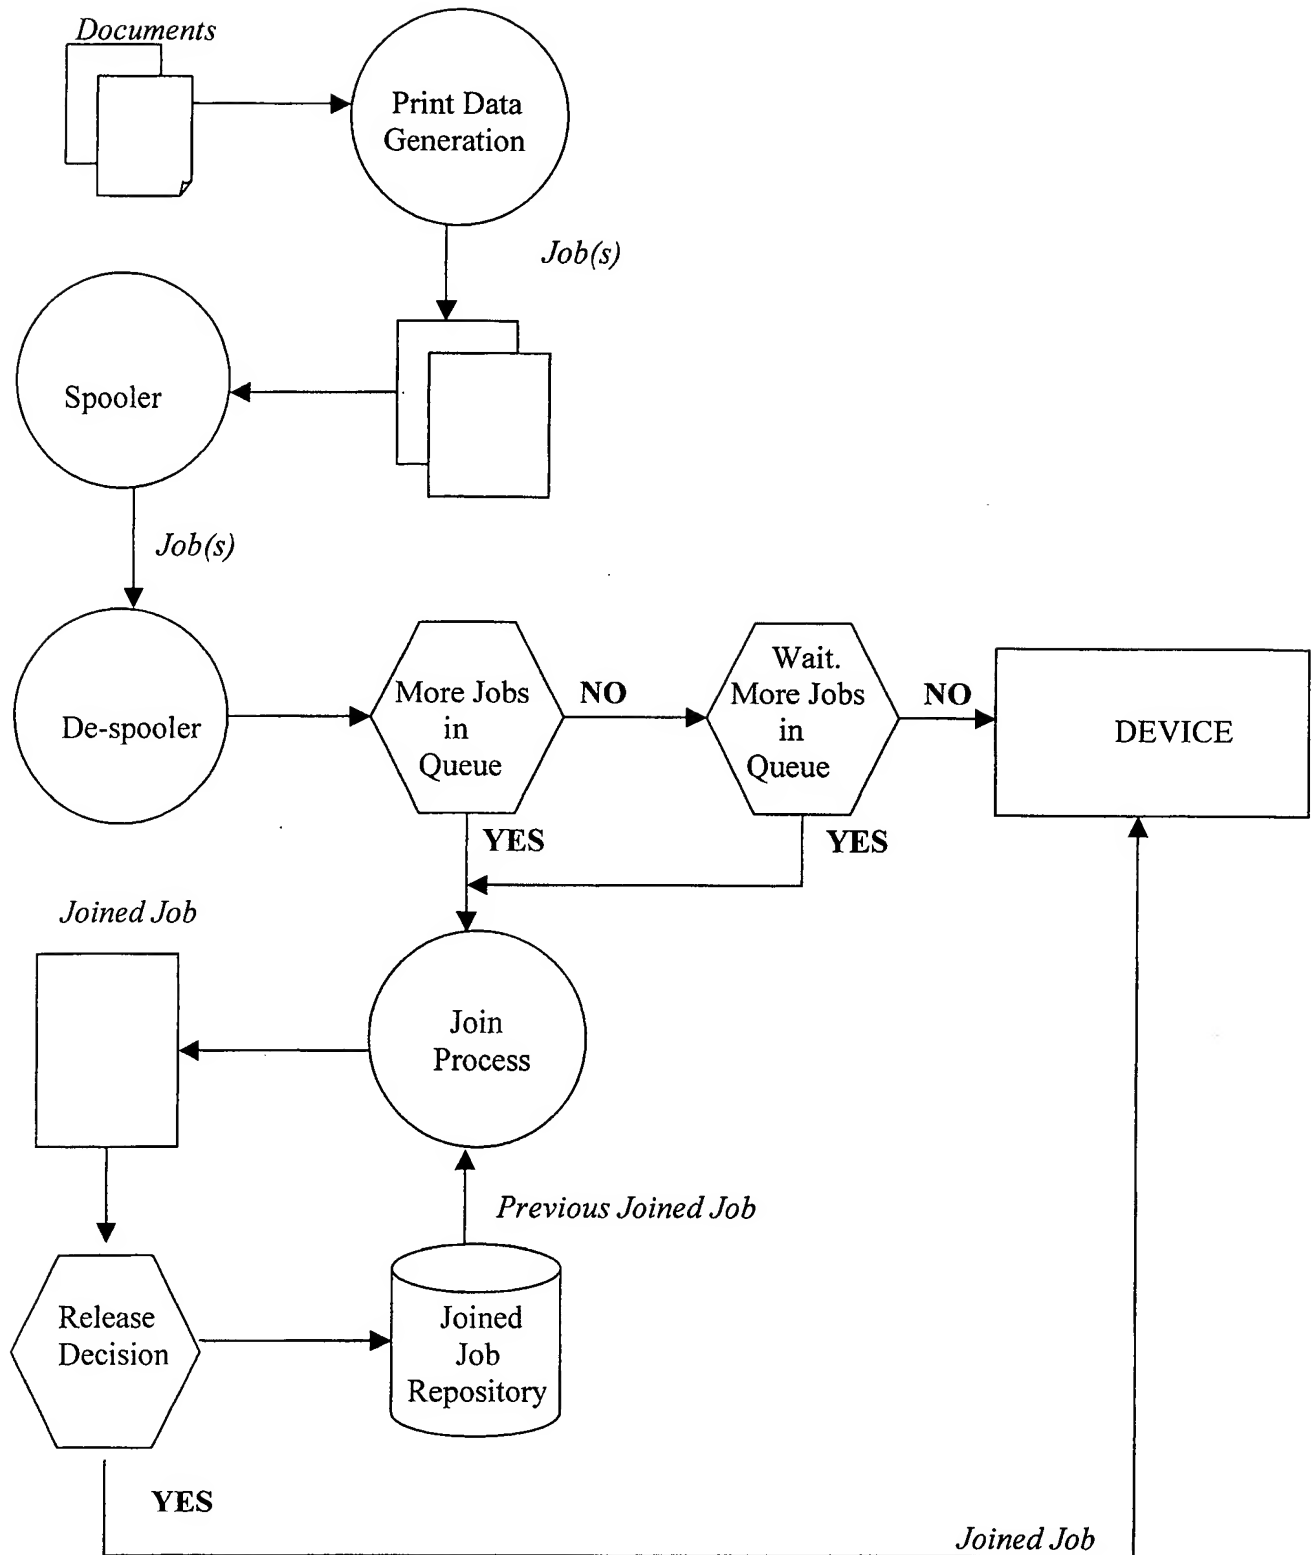 Documents
Print Data
Generation
Job(s)
Spooler
Job(s)
De-spooler
More Jobs
in
Queue
NO
Wait.
More Jobs
in
Queue
NO
DEVICE
YES
YES
Joined Job
Join
Process
Previous Joined Job
Release
Decision
Joined
Job
Repository
YES
Joined Job